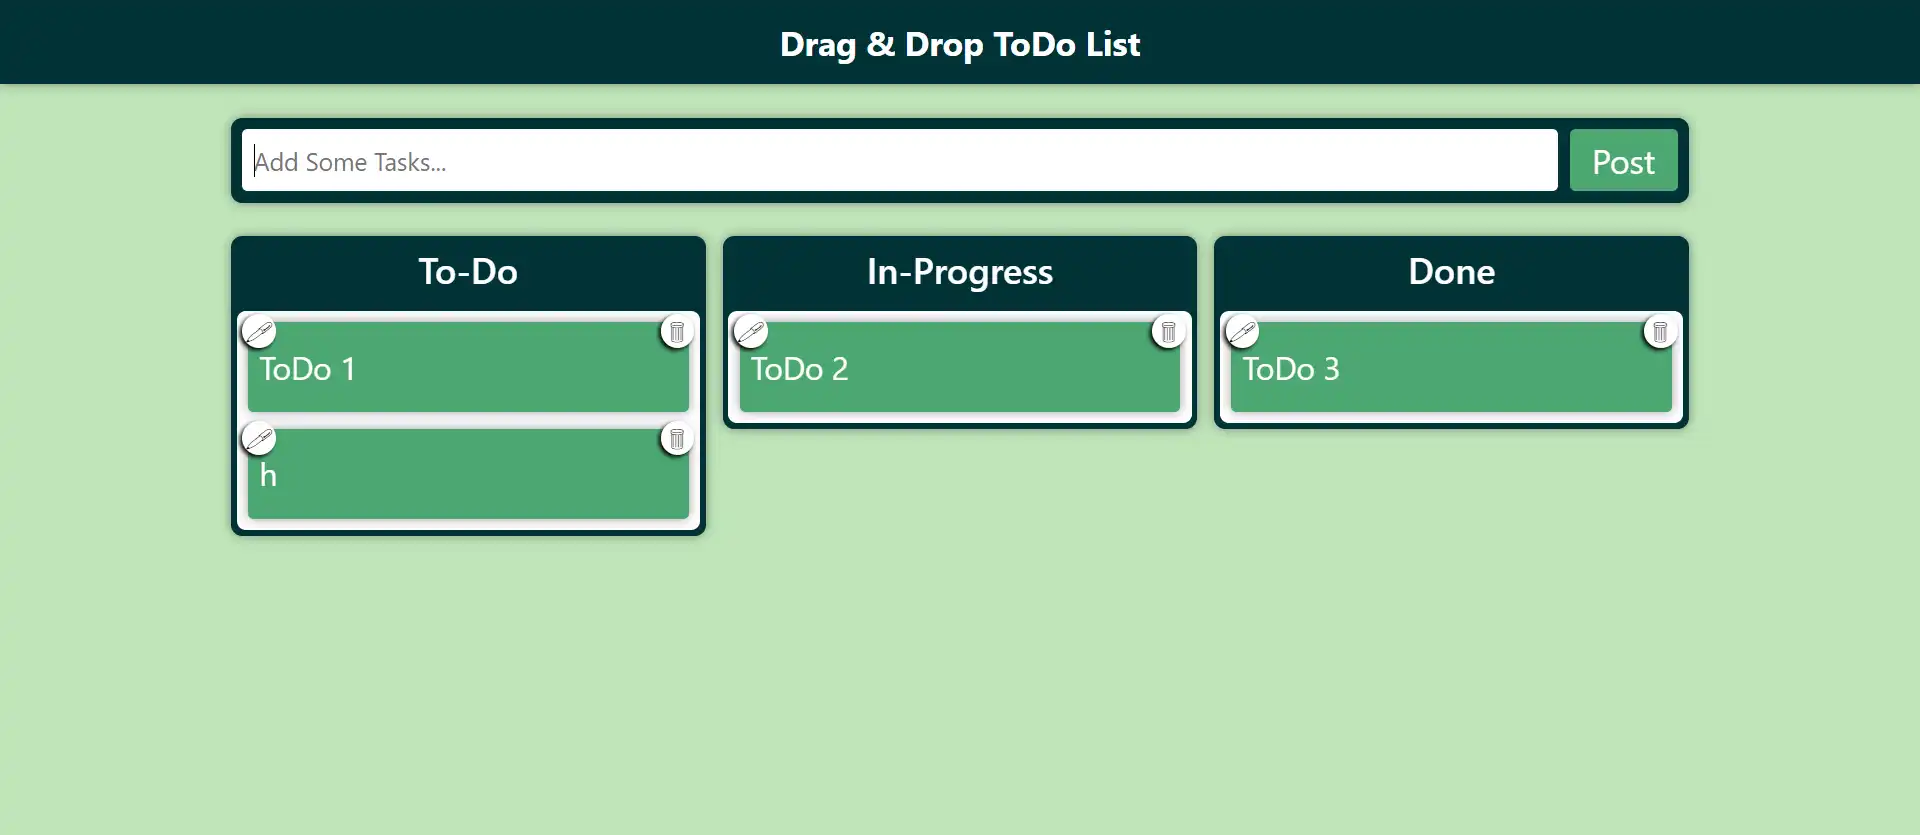 Drag & Drop ToDo List
Add Some Tasks...
Post
To-Do
In-Progress
Done
ToDo 1
ToDo 2
ToDo 3
h